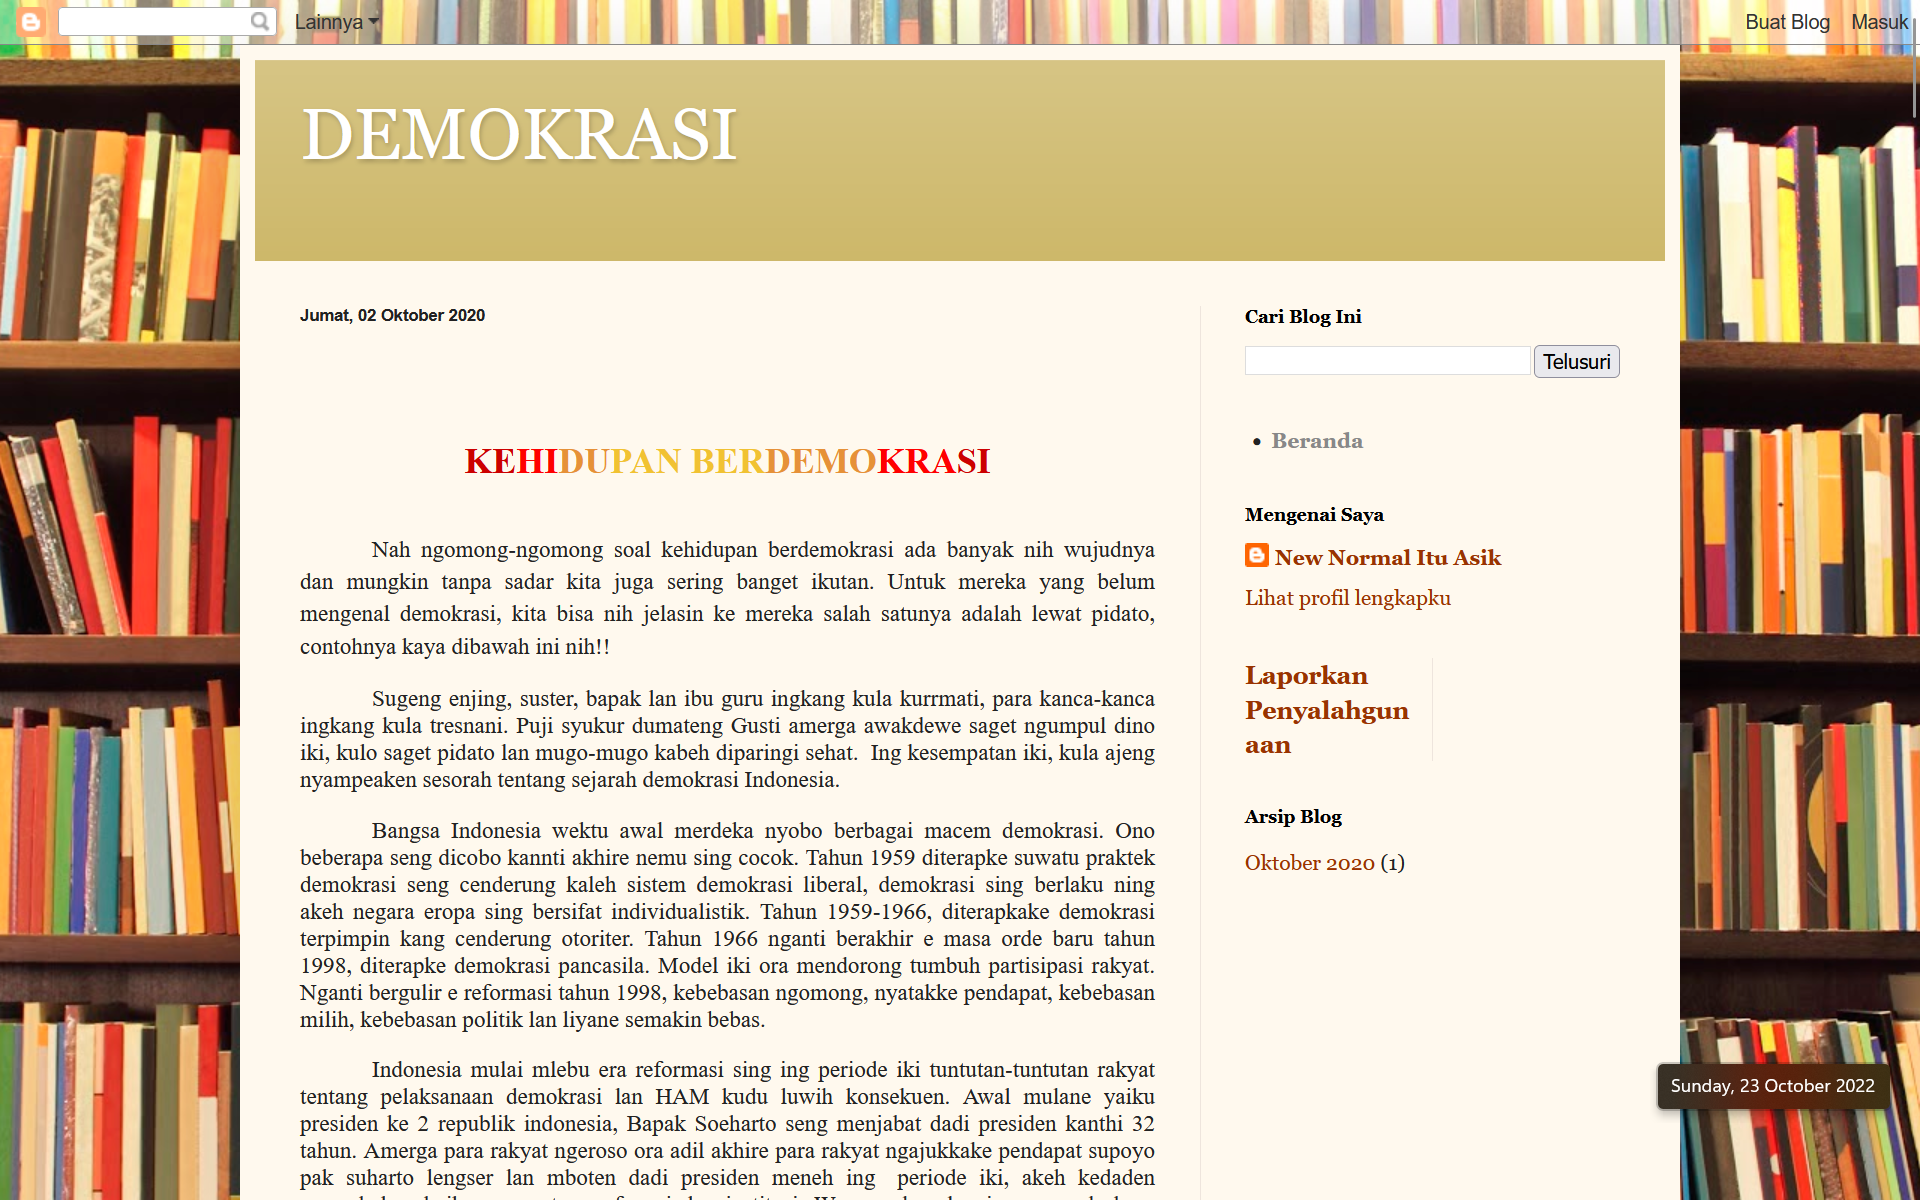 Lainnya
Buat Blog Masuk
DEMOKRASI
Jumat, 02 Oktober 2020
KEHIDUPAN BERDEMOKRASI
Nah ngomong-ngomong soal kehidupan berdemokrasi ada banyak nih wujudnya
dan mungkin tanpa sadar kita juga sering banget ikutan. Untuk mereka yang belum
mengenal demokrasi, kita bisa nih jelasin ke mereka salah satunya adalah lewat pidato,
contohnya kaya dibawah ini nih!!
Sugeng enjing, suster, bapak lan ibu guru ingkang kula kurrmati, para kanca-kanca
ingkang kula tresnani. Puji syukur dumateng Gusti amerga awakdewe saget ngumpul dino
iki, kulo saget pidato lan mugo-mugo kabeh diparingi sehat.  Ing kesempatan iki, kula ajeng
nyampeaken sesorah tentang sejarah demokrasi Indonesia.
Bangsa Indonesia wektu awal merdeka nyobo berbagai macem demokrasi. Ono
beberapa seng dicobo kannti akhire nemu sing cocok. Tahun 1959 diterapke suwatu praktek
demokrasi seng cenderung kaleh sistem demokrasi liberal, demokrasi sing berlaku ning
akeh negara eropa sing bersifat individualistik. Tahun 1959-1966, diterapkake demokrasi
terpimpin kang cenderung otoriter. Tahun 1966 nganti berakhir e masa orde baru tahun
1998, diterapke demokrasi pancasila. Model iki ora mendorong tumbuh partisipasi rakyat.
Nganti bergulir e reformasi tahun 1998, kebebasan ngomong, nyatakke pendapat, kebebasan
milih, kebebasan politik lan liyane semakin bebas.
Indonesia mulai mlebu era reformasi sing ing periode iki tuntutan-tuntutan rakyat
tentang pelaksanaan demokrasi lan HAM kudu luwih konsekuen. Awal mulane yaiku
presiden ke 2 republik indonesia, Bapak Soeharto seng menjabat dadi presiden kanthi 32
tahun. Amerga para rakyat ngeroso ora adil akhire para rakyat ngajukkake pendapat supoyo
pak suharto lengser lan mboten dadi presiden meneh ing  periode iki, akeh kedaden
Cari Blog Ini
Telusuri
Beranda
Mengenai Saya
New Normal Itu Asik
Lihat profil lengkapku
Laporkan
Penyalahgun
aan
Arsip Blog
Oktober 2020 (1)
Sunday, 23 October 2022